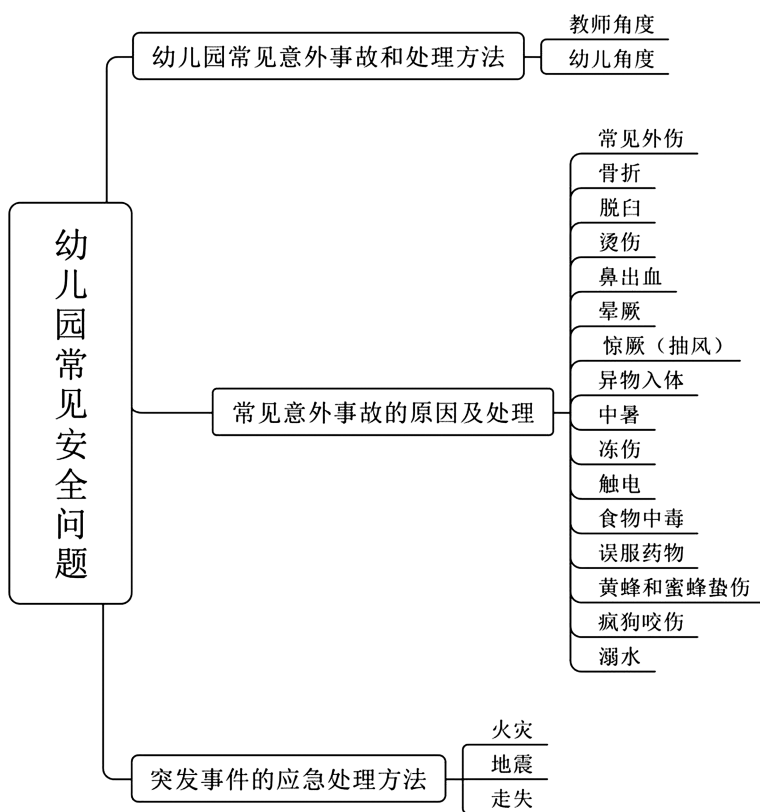 幼儿园常见安全问题
幼儿园常见意外事故和处理方法
教师角度
幼儿角度
常见意外事故的原因及处理
常见外伤
骨折
脱臼
烫伤
鼻出血
晕厥
惊厥（抽风）
异物入体
中暑
冻伤
触电
食物中毒
误服药物
黄蜂和蜜蜂蛰伤
疯狗咬伤
溺水
突发事件的应急处理方法
火灾
地震
走失